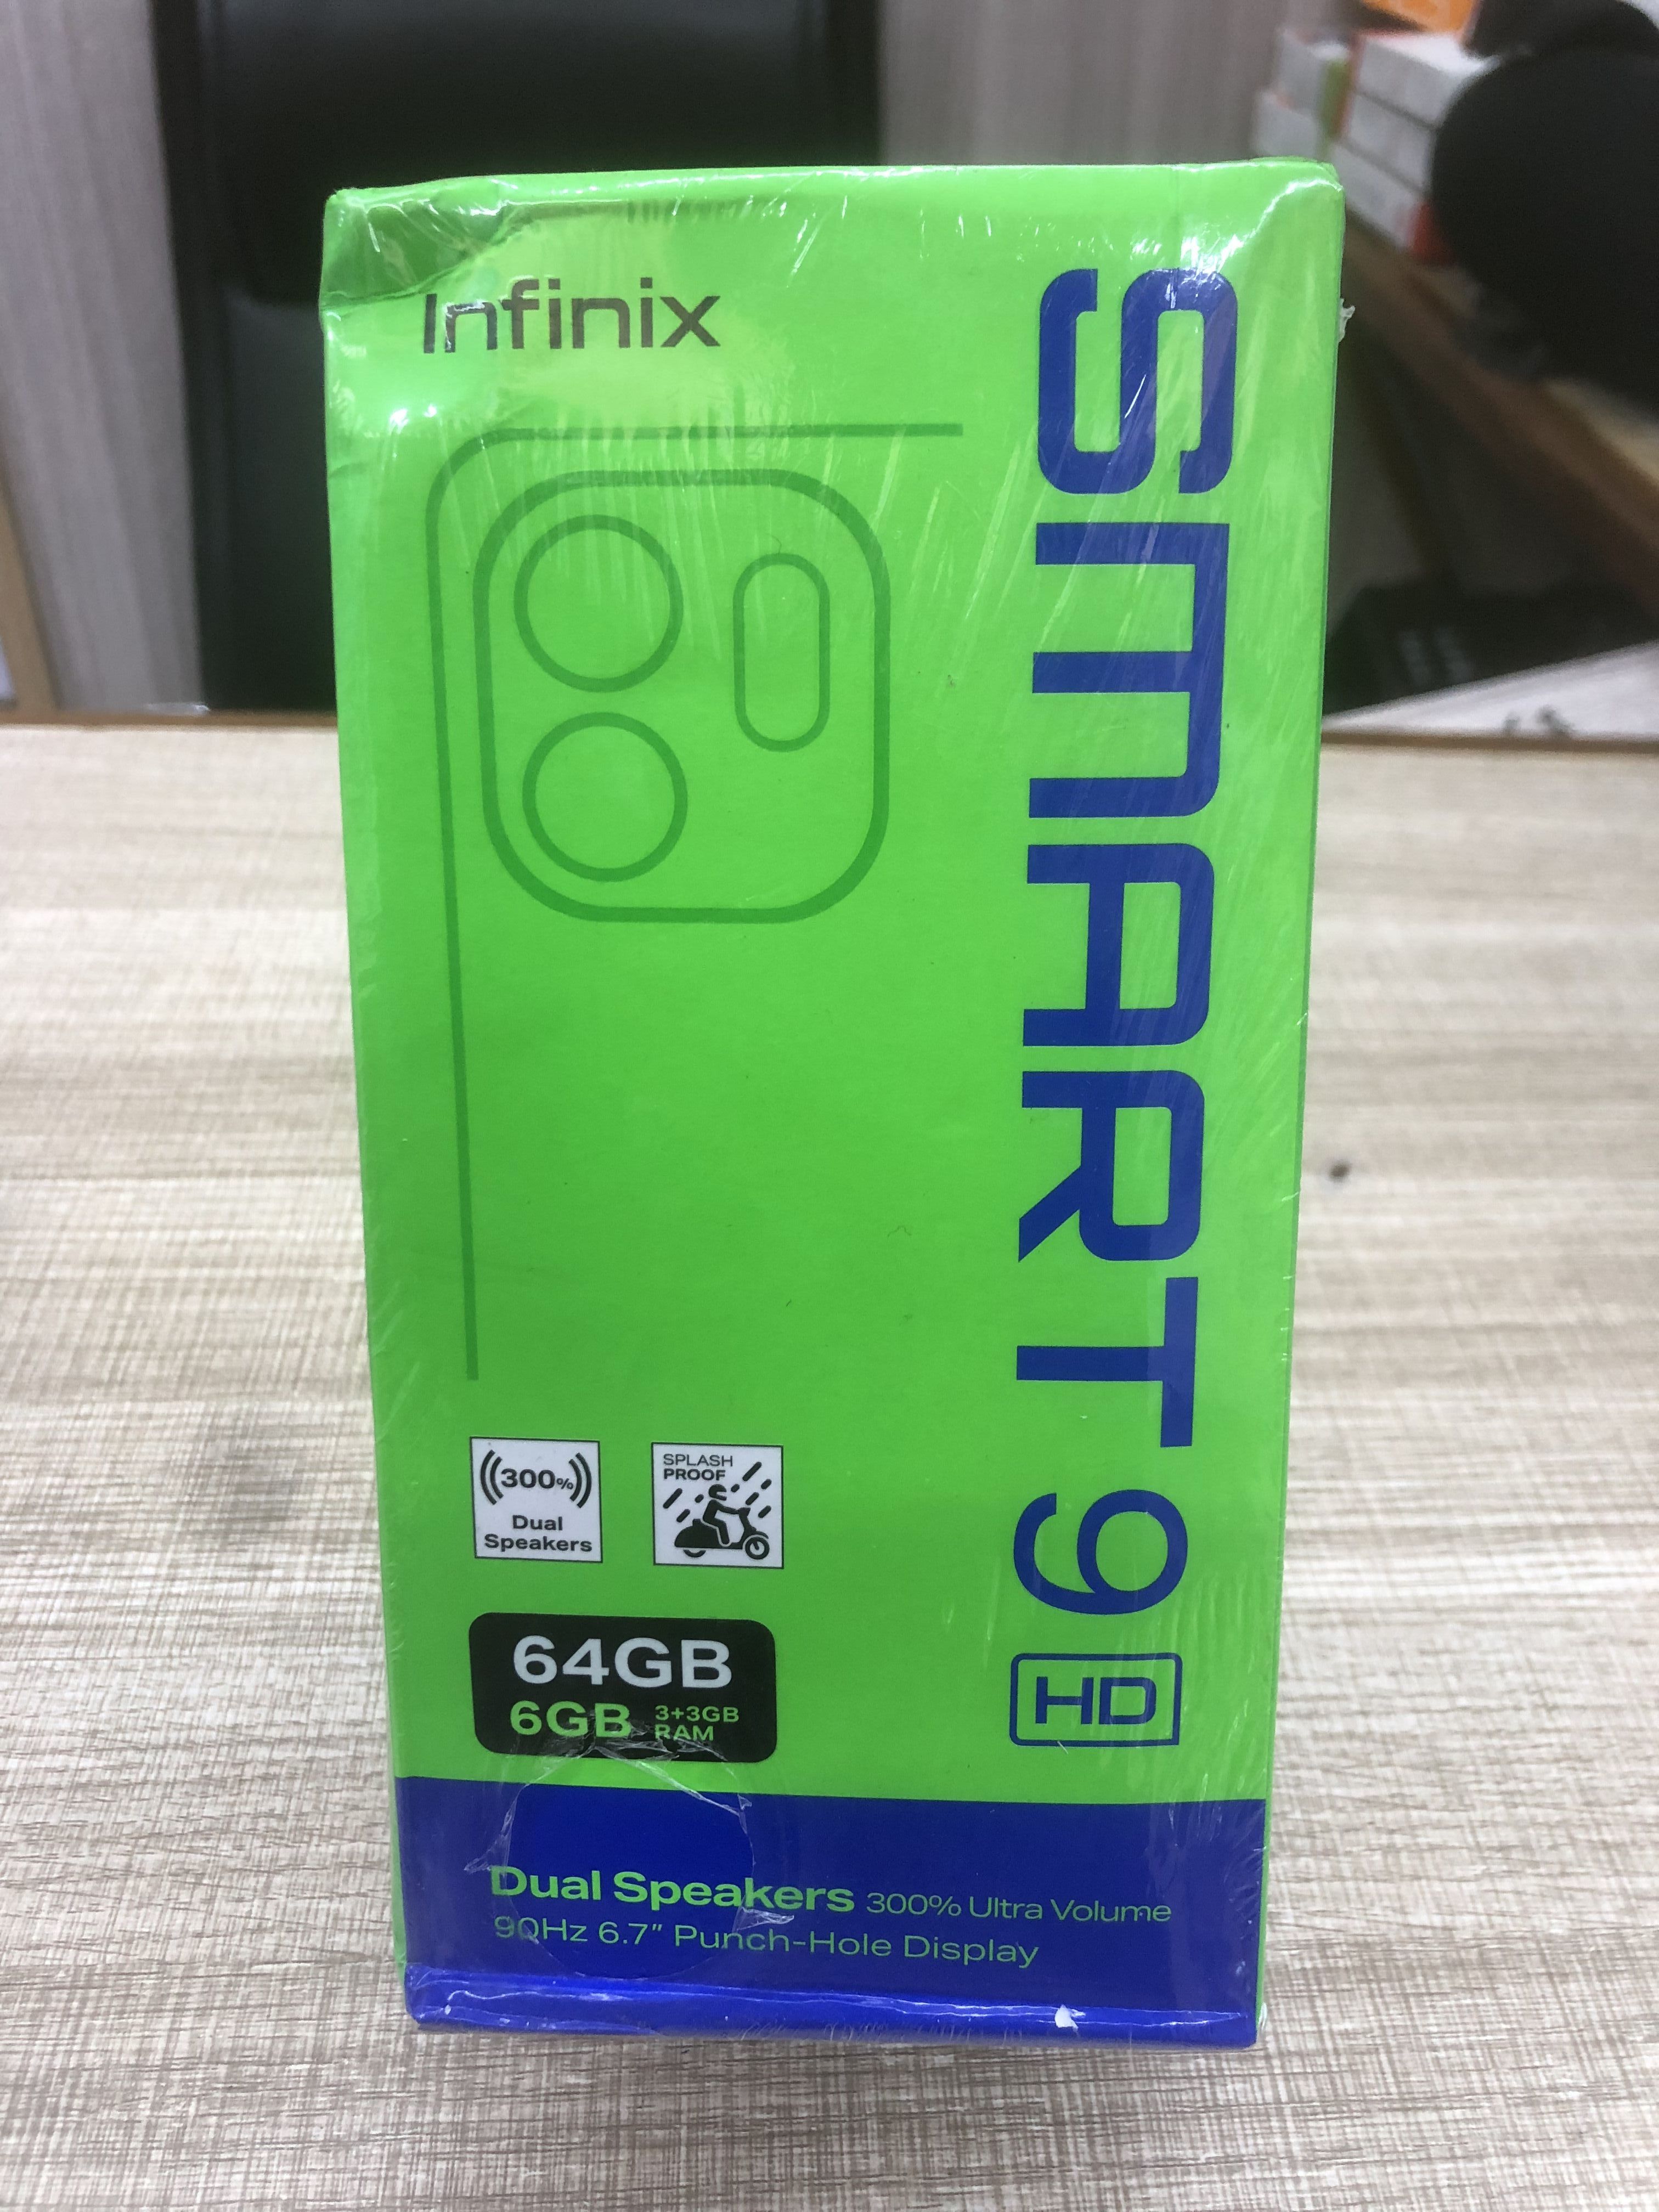 Infinix
SMART 9
HD
300%
Dual
Speakers
SPLASH
PROOF
64GB
6GB 3+3GB
RAM
Dual Speakers 300% Ultra Volume
90Hz 6.7" Punch-Hole Display